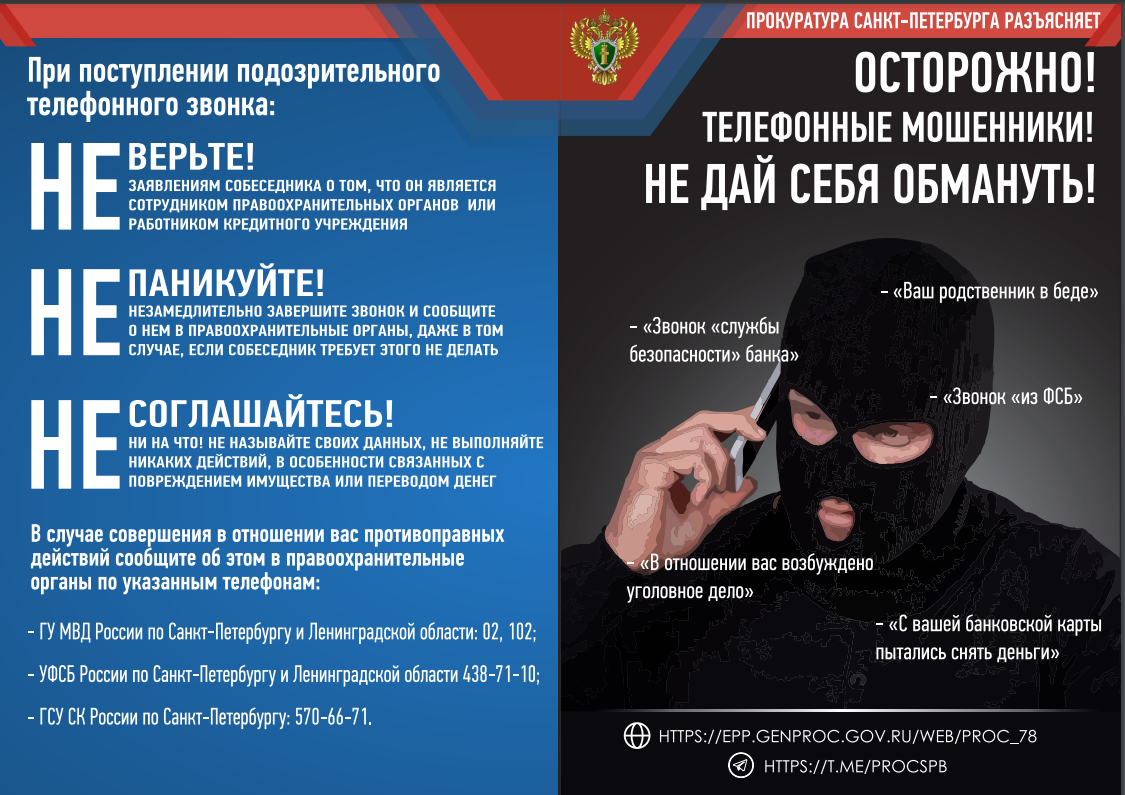 При поступлении подозрительного
телефонного звонка:
НЕ ВЕРЬТЕ!
ЗАЯВЛЕНИЯМ СОБЕСЕДНИКА О ТОМ, ЧТО ОН ЯВЛЯЕТСЯ
СОТРУДНИКОМ ПРАВООХРАНИТЕЛЬНЫХ ОРГАНОВ ИЛИ
РАБОТНИКОМ КРЕДИТНОГО УЧРЕЖДЕНИЯ
НЕ ПАНИКУЙТЕ!
НЕЗАМЕДЛИТЕЛЬНО ЗАВЕРШИТЕ ЗВОНОК И СООБЩИТЕ
О НЕМ В ПРАВООХРАНИТЕЛЬНЫЕ ОРГАНЫ, ДАЖЕ В ТОМ
СЛУЧАЕ, ЕСЛИ СОБЕСЕДНИК ТРЕБУЕТ ЭТОГО НЕ ДЕЛАТЬ
НЕ СОГЛАШАЙТЕСЬ!
НИ НА ЧТО! НЕ НАЗЫВАЙТЕ СВОИХ ДАННЫХ, НЕ ВЫПОЛНЯЙТЕ
НИКАКИХ ДЕЙСТВИЙ, В ОСОБЕННОСТИ СВЯЗАННЫХ С
ПОВРЕЖДЕНИЕМ ИМУЩЕСТВА ИЛИ ПЕРЕВОДОМ ДЕНЕГ
В случае совершения в отношении вас противоправных
действий сообщите об этом в правоохранительные
органы по указанным телефонам:
- ГУ МВД России по Санкт-Петербургу и Ленинградской области: 02, 102;
- УФСБ России по Санкт-Петербургу и Ленинградской области 438-71-10;
- ГСУ СК России по Санкт-Петербургу: 570-66-71.
ПРОКУРАТУРА САНКТ-ПЕТЕРБУРГА РАЗЪЯСНЯЕТ
ОСТОРОЖНО!
ТЕЛЕФОННЫЕ МОШЕННИКИ!
НЕ ДАЙ СЕБЯ ОБМАНУТЬ!
- «Ваш родственник в беде»
- «Звонок «службы
безопасности» банка»
- «Звонок «из ФСБ»
- «В отношении вас возбуждено
уголовное дело»
- «С вашей банковской карты
пытались снять деньги»
HTTPS://EPP.GENPROC.GOV.RU/WEB/PROC_78
HTTPS://T.ME/PROCSPB